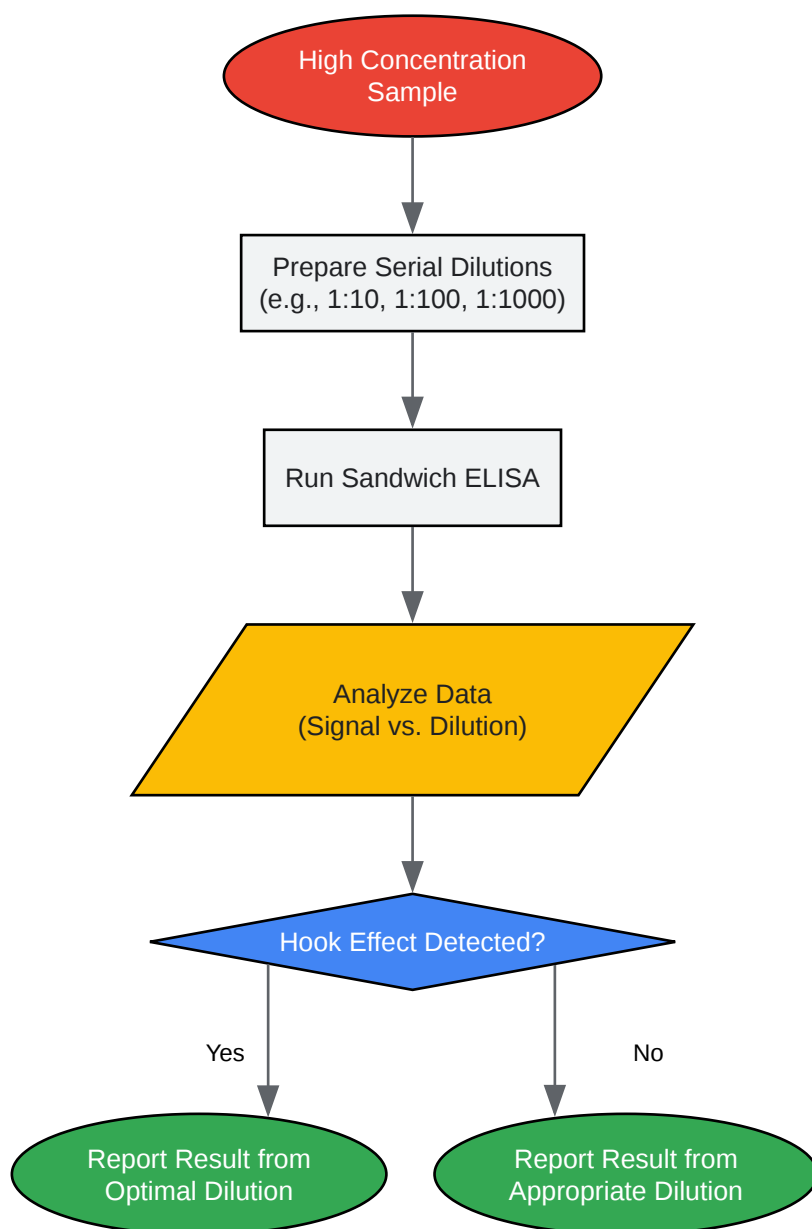 High Concentration
Sample
Prepare Serial Dilutions
(e.g., 1:10, 1:100, 1:1000)
Run Sandwich ELISA
Analyze Data
(Signal vs. Dilution)
Hook Effect Detected?
Yes
No
Report Result from
Optimal Dilution
Report Result from
Appropriate Dilution